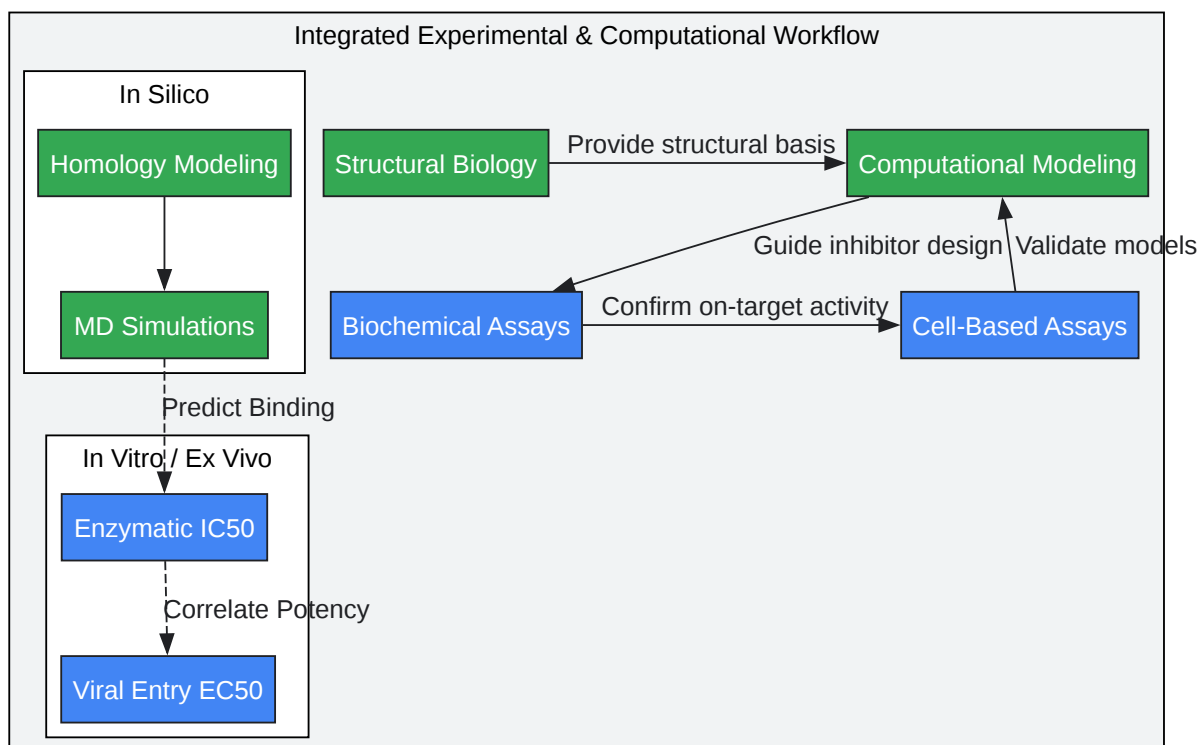 Integrated Experimental & Computational Workflow
In Silico
Homology Modeling
Structural Biology
Provide structural basis
Computational Modeling
Guide inhibitor design
Validate models
MD Simulations
Biochemical Assays
Confirm on-target activity
Cell-Based Assays
Predict Binding
In Vitro / Ex Vivo
Enzymatic IC50
Correlate Potency
Viral Entry EC50